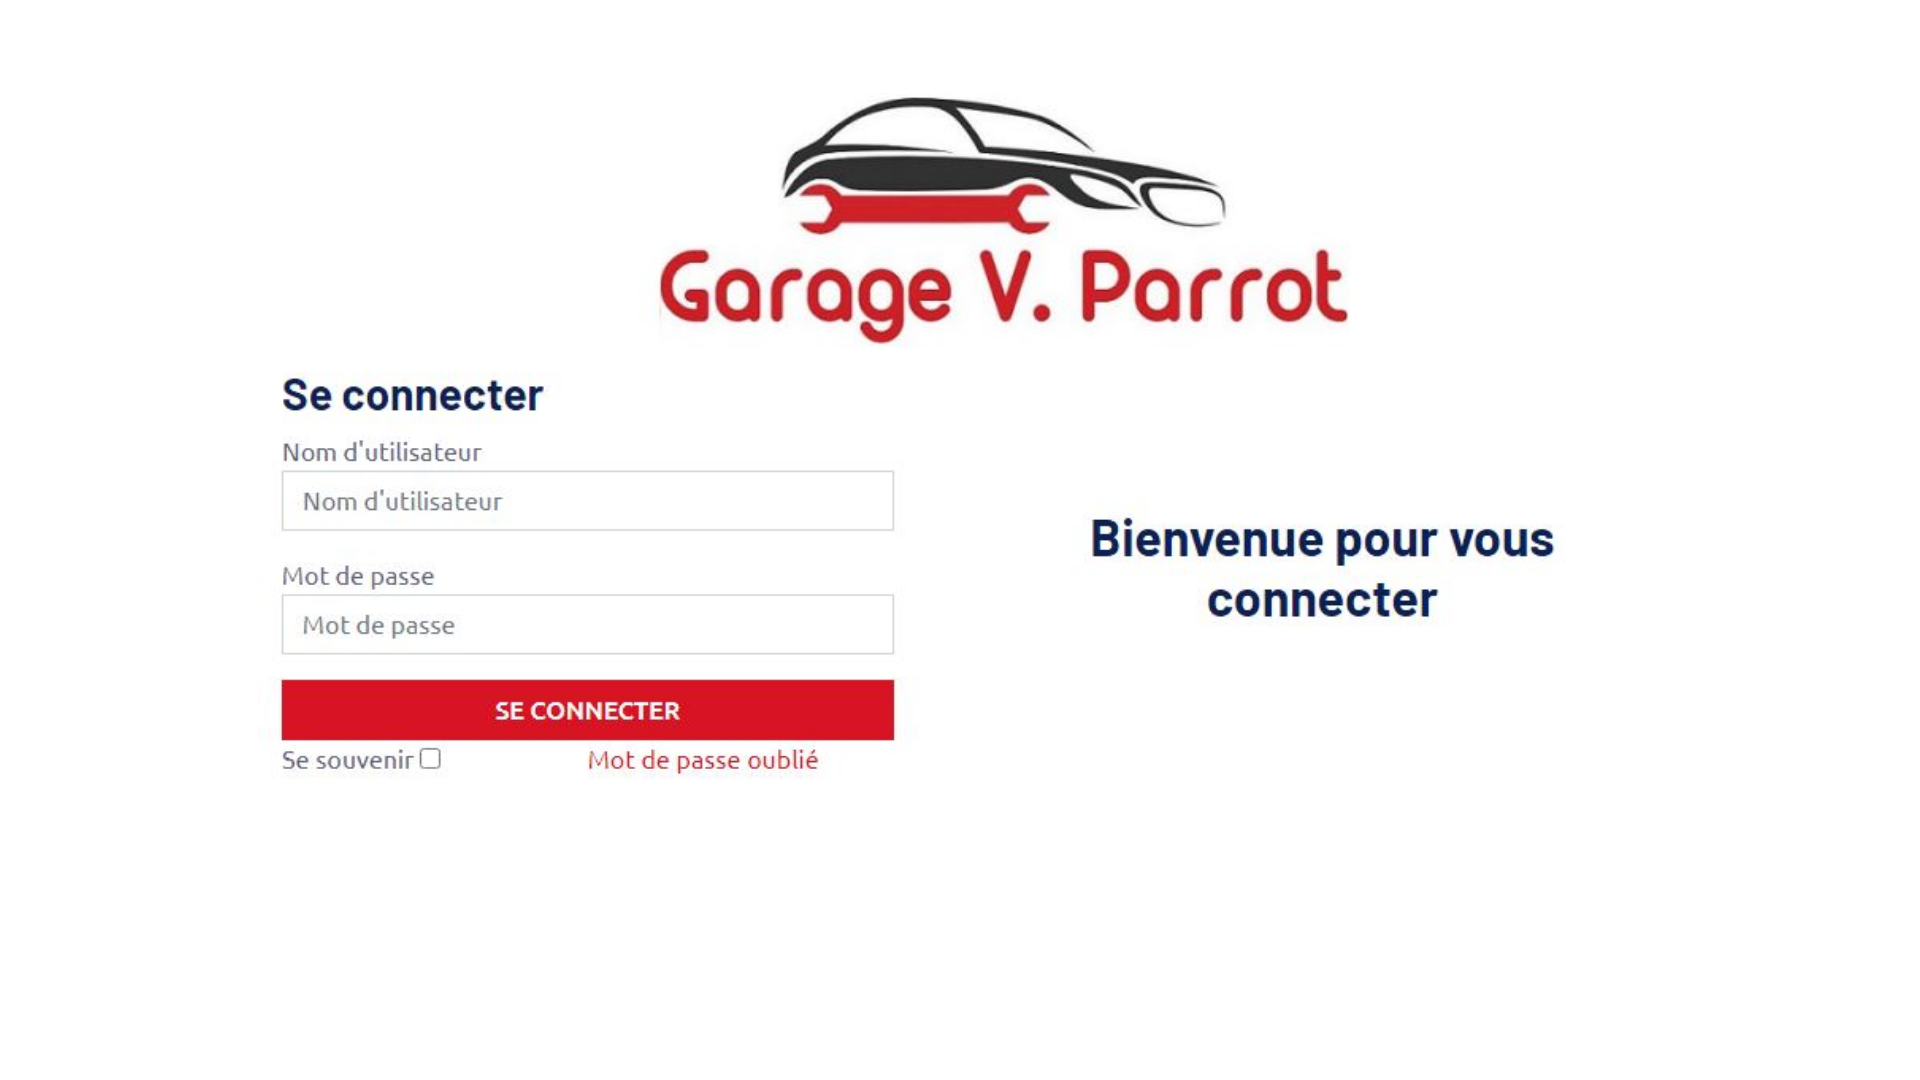 Garage V. Parrot
Se connecter
Nom d'utilisateur
Nom d'utilisateur
Mot de passe
Mot de passe
SE CONNECTER
Se souvenir
Mot de passe oublié
Bienvenue pour vous
connecter